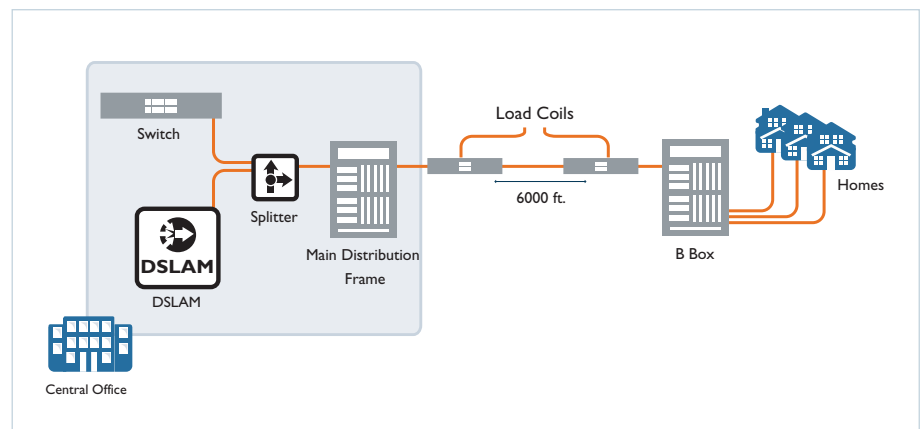 Switch
Load Coils
Homes
6000 ft.
Splitter
Main Distribution
Frame
B Box
DSLAM
DSLAM
Central Office